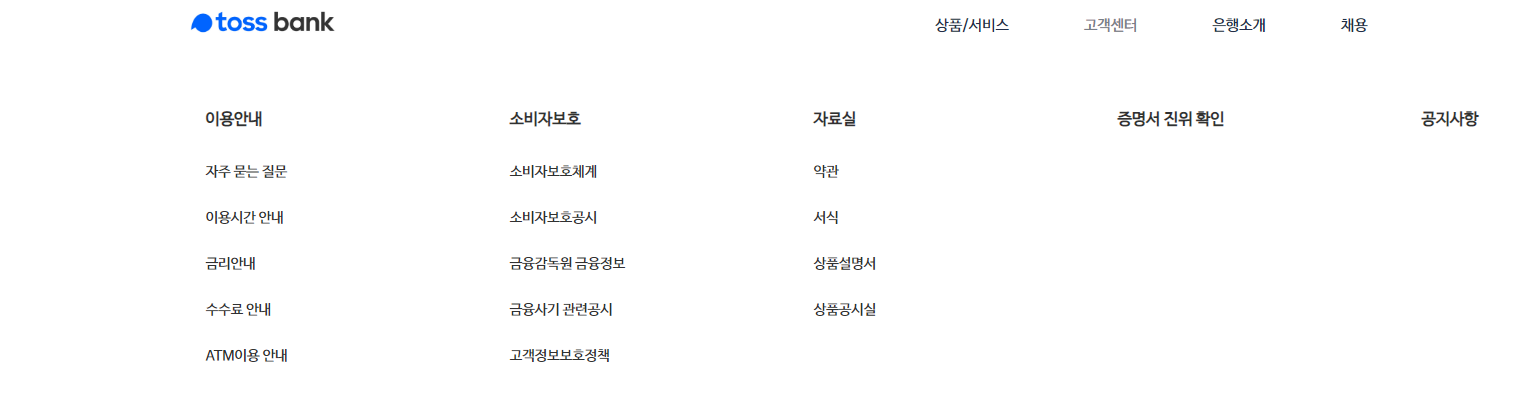 toss bank 상품/서비스 고객센터 은행소개 채용
이용안내 소비자보호 자료실 증명서 진위 확인 공지사항
자주 묻는 질문 소비자보호체계 약관
이용시간 안내 소비자보호공시 서식
금리안내 금융감독원 금융정보 상품설명서
수수료 안내 금융사기 관련공시 상품공시실
ATM이용 안내 고객정보보호정책